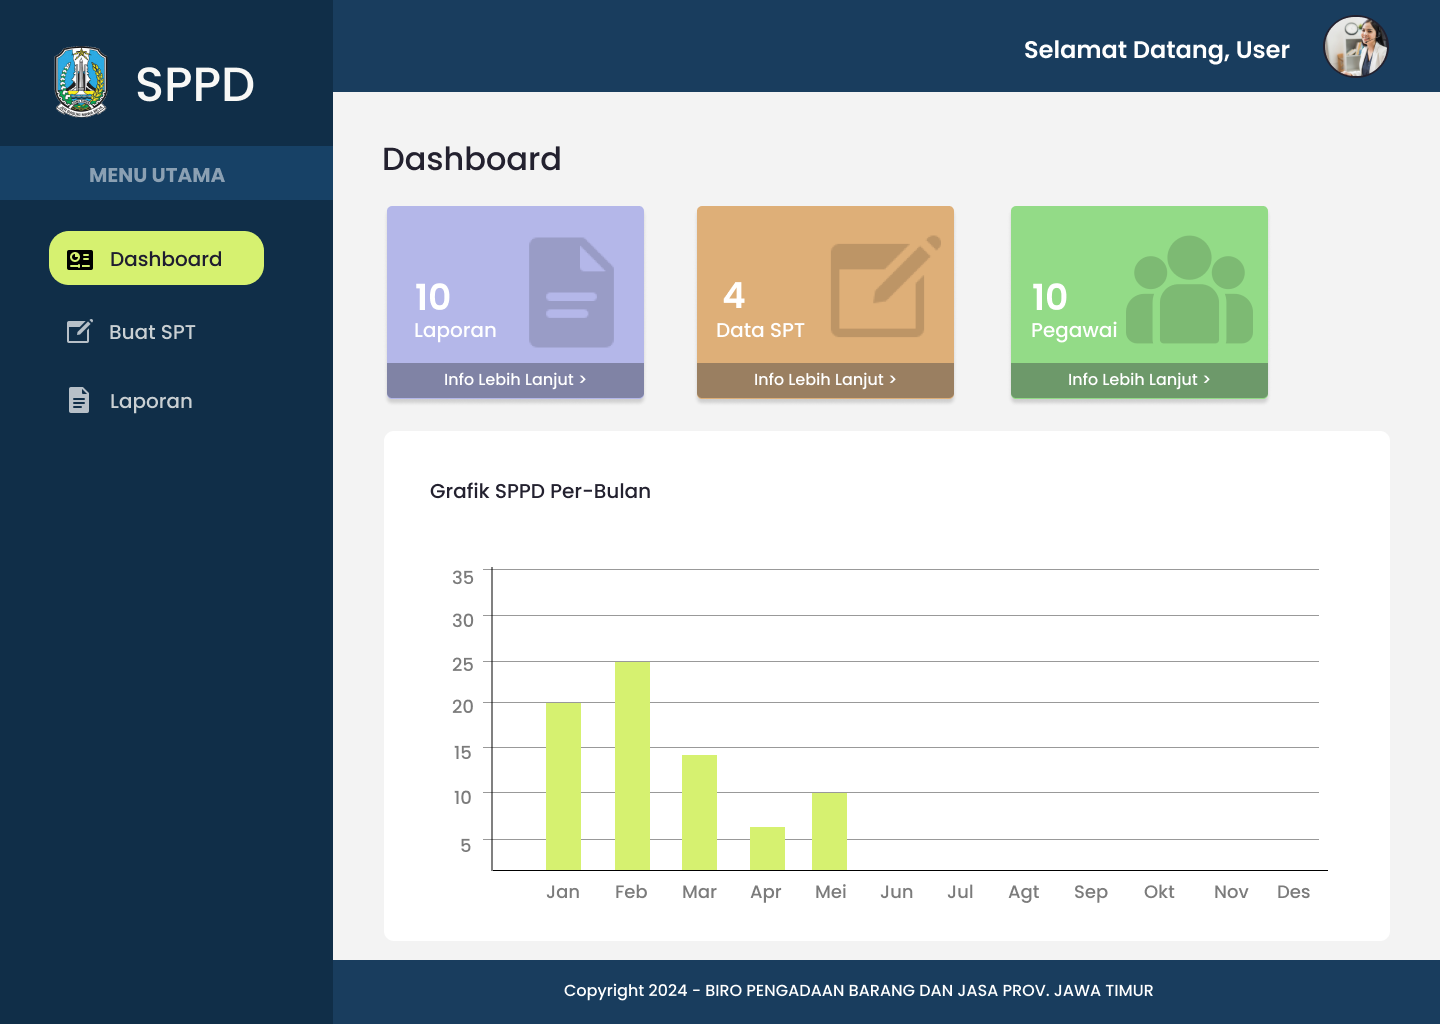 SPPD
MENU UTAMA
Dashboard
Buat SPT
Laporan
Selamat Datang, User
Dashboard
10
Laporan
Info Lebih Lanjut >
4
Data SPT
Info Lebih Lanjut >
10
Pegawai
Info Lebih Lanjut >
Grafik SPPD Per-Bulan
35
30
25
20
15
10
5
Jan Feb Mar Apr Mei Jun Jul Agt Sep Okt Nov Des
Copyright 2024 - BIRO PENGADAAN BARANG DAN JASA PROV. JAWA TIMUR